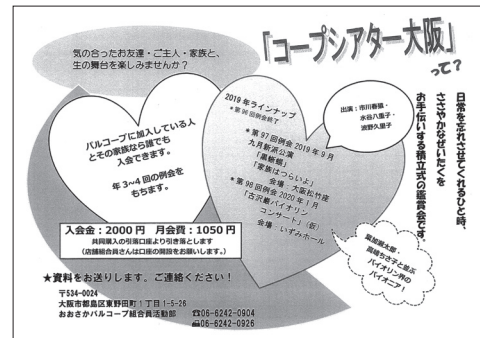 「コープシアター大阪」
って？
気の合ったお友達・ご主人・家族と、
生の舞台を楽しみませんか？
日常を忘れさせてくれるひと時、
ささやかなぜいたくを
お手伝いする積立式の鑑賞会です。
パルコープに加入している人
とその家族なら誰でも
入会できます。
年3~4回の例会を
もちます。
2019年ラインナップ
*第96回例会終了
*第97回例会2019年9月
九月新派公演
「黒蜥蜴」
「家族はつらいよ」
会場 大阪松竹座
*第98回例会2020年1月
「古沢巌バイオリン
コンサート」(仮)
会場 いずみホール
出演：市川春猿・
水谷八重子・
波野久里子
葉加瀬太郎・
高嶋ちさ子と並ぶ
バイオリン界の
パイオニア！
入会金：2000円 月会費：1050円
共同購入の引落口座より引き落とします
(店舗組合員さんは口座の開設をお願いします。)
★資料をお送りします。ご連絡ください！
〒534-0024
大阪市都島区東野田町1丁目1-5-26
おおさかパルコープ組合員活動部 ☎06-6242-0904
06-6242-0926